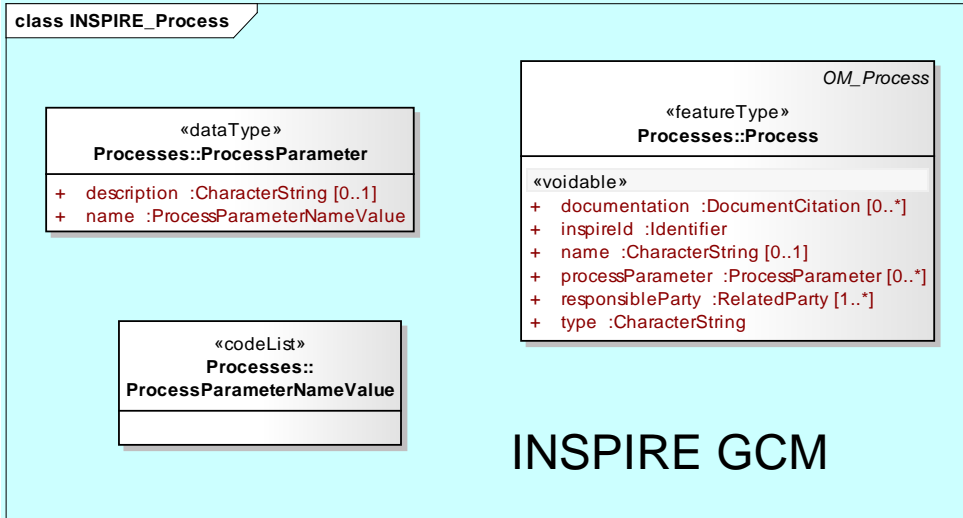 class INSPIRE_Process
«dataType»
Processes::ProcessParameter
+ description :CharacterString [0..1]
+ name :ProcessParameterNameValue
OM_Process
«featureType»
Processes::Process
«voidable»
+ documentation :DocumentCitation [0..*]
+ inspireId :Identifier
+ name :CharacterString [0..1]
+ processParameter :ProcessParameter [0..*]
+ responsibleParty :RelatedParty [1..*]
+ type :CharacterString
«codeList»
Processes::
ProcessParameterNameValue
INSPIRE GCM